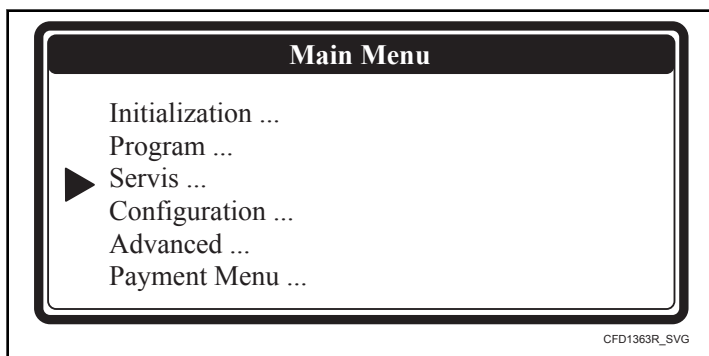 Main Menu
Initialization ...
Program ...
Servis ...
Configuration ...
Advanced ...
Payment Menu ...
CFD1363R_SVG